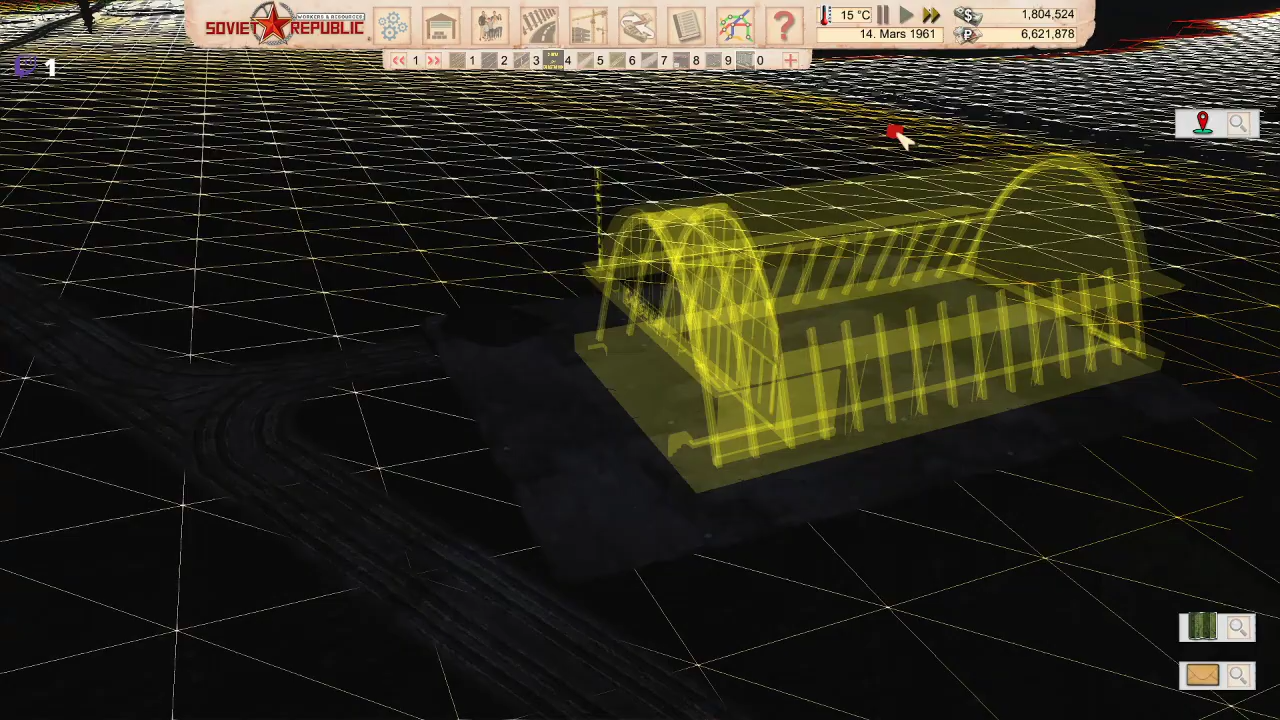 WORKERS & RESOURCES
SOVIET REPUBLIC
15 °C
1,804,524
14. Mars 1961
6,621,878
1 1 2 3 4 5 6 7 8 9 0
1